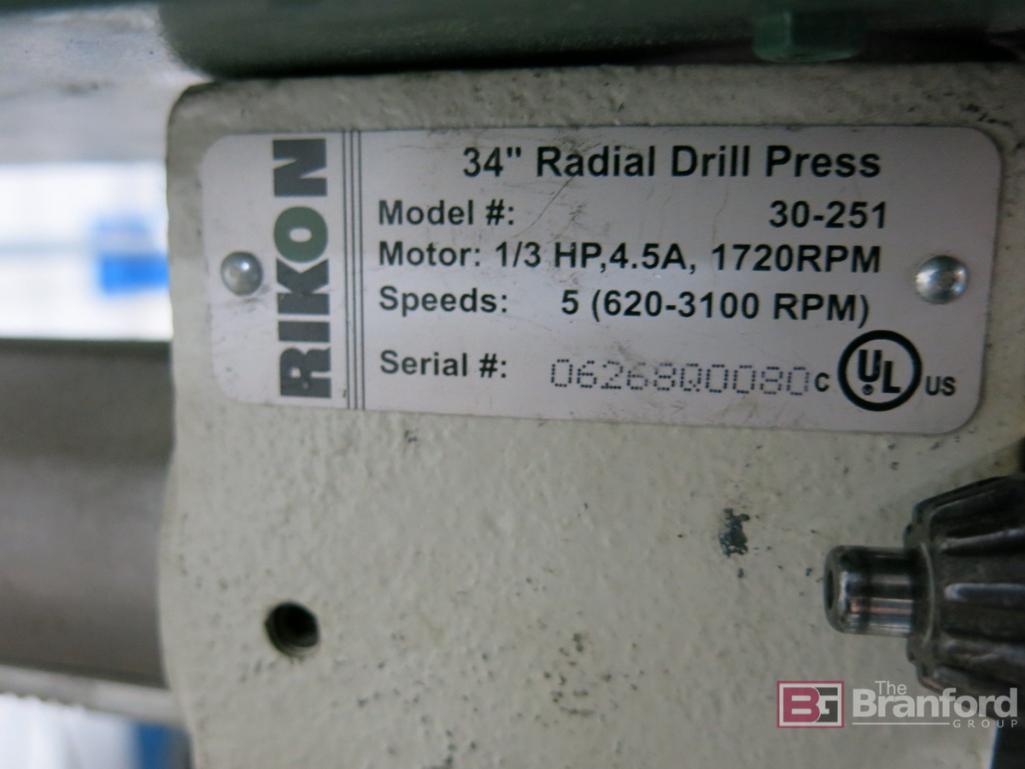 RIKON
34" Radial Drill Press
Model #: 30-251
Motor: 1/3 HP,4.5A, 1720RPM
Speeds: 5 (620-3100 RPM)
Serial #: 06268Q0080
C UL US
BG The Branford GROUP